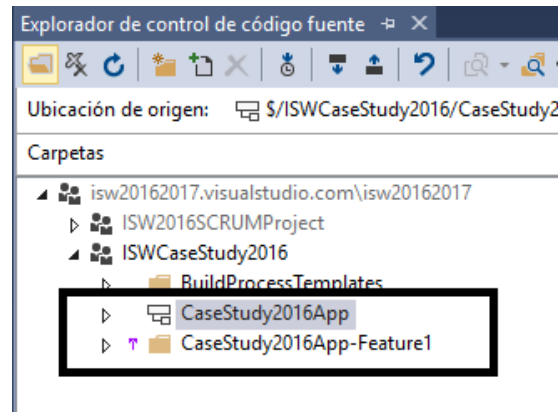 Explorador de control de código fuente
Ubicación de origen: $/ISWCaseStudy2016/CaseStudy2
Carpetas
isw20162017.visualstudio.com\isw20162017
ISW2016SCRUMProject
ISWCaseStudy2016
BuildProcessTemplates
CaseStudy2016App
CaseStudy2016App-Feature1